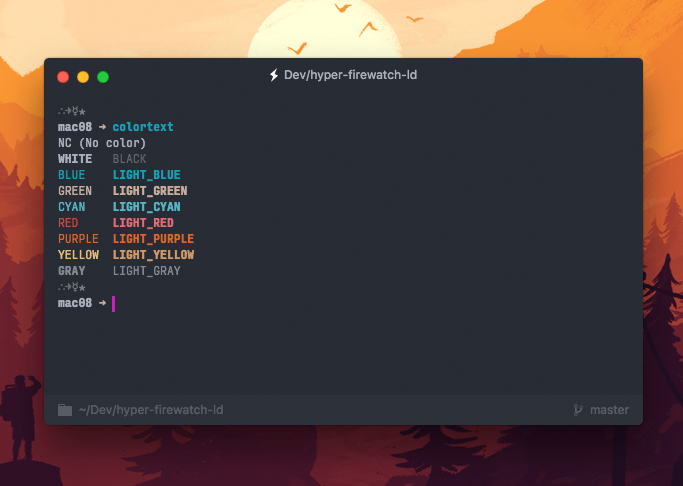 Dev/hyper-firewatch-ld
∴➜☿★
mac08 ➜ colortext
NC (No color)
WHITE BLACK
BLUE LIGHT_BLUE
GREEN LIGHT_GREEN
CYAN LIGHT_CYAN
RED LIGHT_RED
PURPLE LIGHT_PURPLE
YELLOW LIGHT_YELLOW
GRAY LIGHT_GRAY
∴➜☿★
mac08 ➜
~/Dev/hyper-firewatch-ld
master